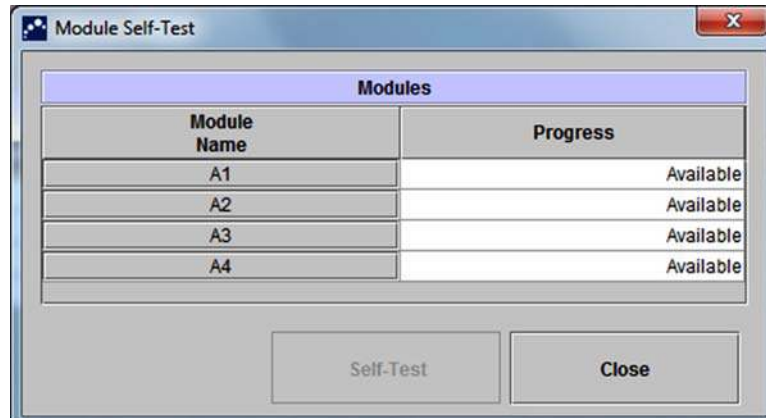 Module Self-Test
Modules
Module
Name
Progress
A1 Available
A2 Available
A3 Available
A4 Available
Self-Test Close